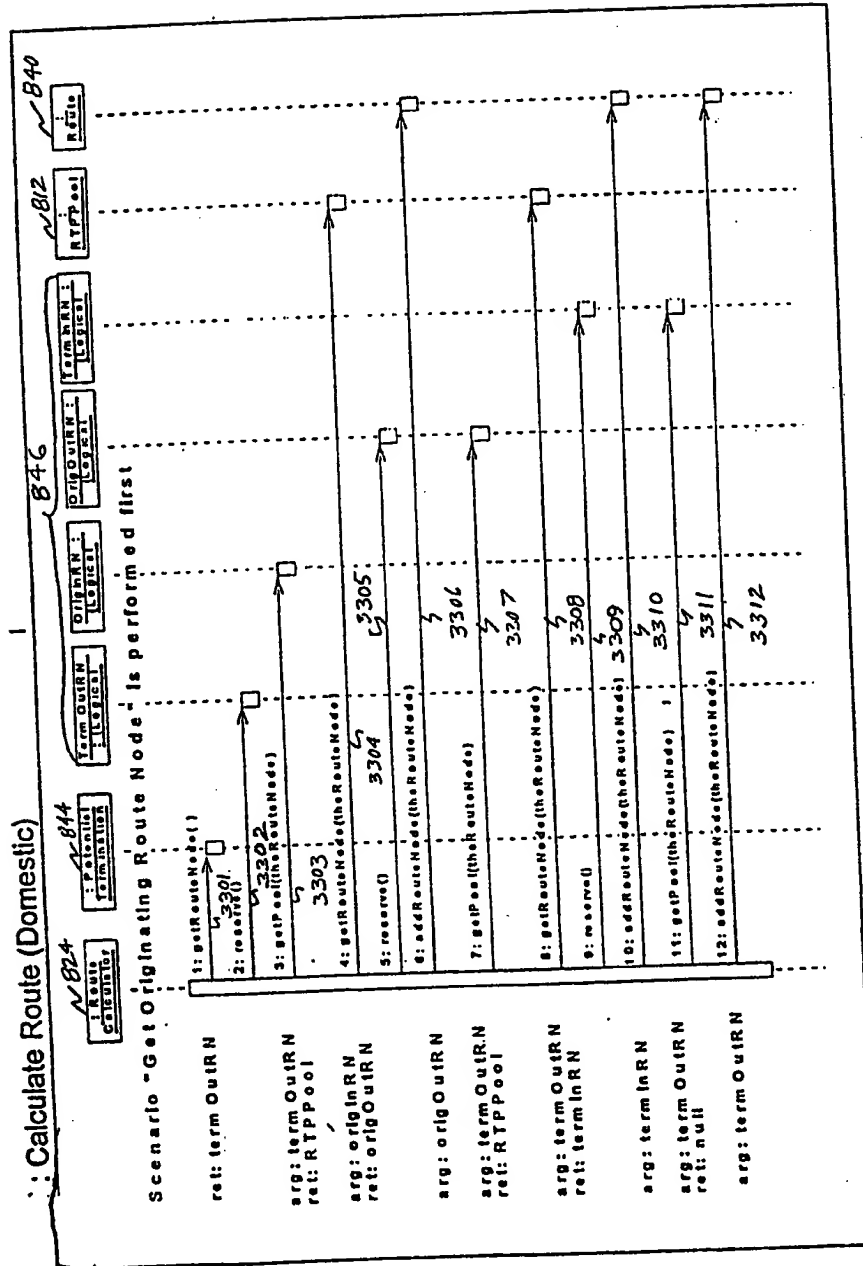 : Calculate Route (Domestic)
824
: Route
Calculator
844
: Potential
Termination
846
Term OutRN
: (Logical
OrigInRN :
(Logical
OrigOutRN :
(Logical
TermInRN :
(Logical
812
:
RTPPool
840
:
Route
Scenario "Get Originating Route Node" is performed first
ret: termOutRN
1: getRouteNode()
3301
2: reserve()
3302
arg: termOutRN
ret: RTPPool
3: getPool(theRouteNode)
3303
arg: origInRN
ret: origOutRN
4: getRouteNode(theRouteNode)
3304
5: reserve()
3305
arg: origOutRN
6: addRouteNode(theRouteNode)
3306
arg: termOutRN
ret: RTPPool
7: getPool(theRouteNode)
3307
arg: termOutRN
ret: termInRN
8: getRouteNode(theRouteNode)
3308
9: reserve()
3309
arg: termInRN
10: addRouteNode(theRouteNode)
3310
arg: termOutRN
ret: null
11: getPool(theRouteNode)
3311
arg: termOutRN
12: addRouteNode(theRouteNode)
3312